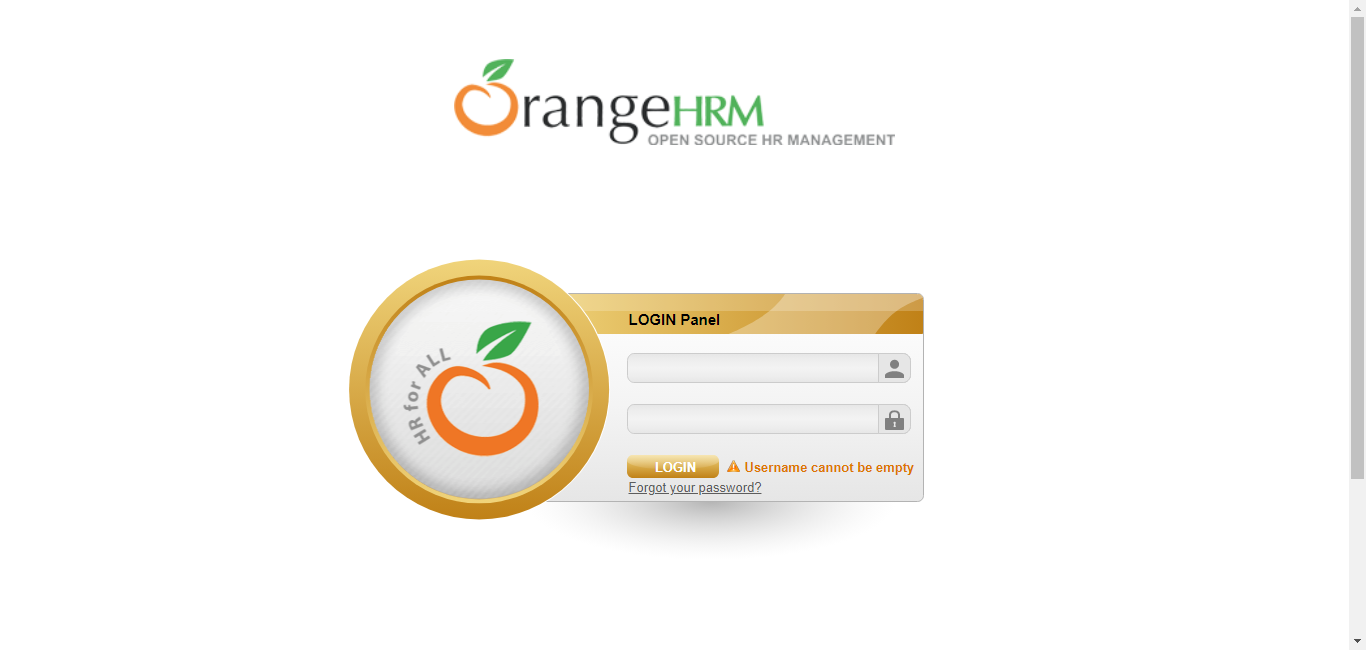 OrangeHRM
OPEN SOURCE HR MANAGEMENT
HR for ALL
LOGIN Panel
LOGIN
Username cannot be empty
Forgot your password?